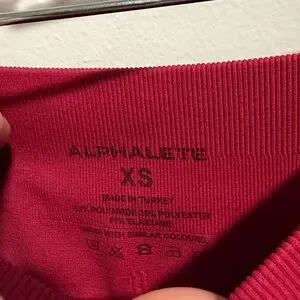 ALPHALETE
XS
MADE IN TURKEY
POLYAMIDE POLYESTER
ELASTANE
WASH WITH SIMILAR COLOURS